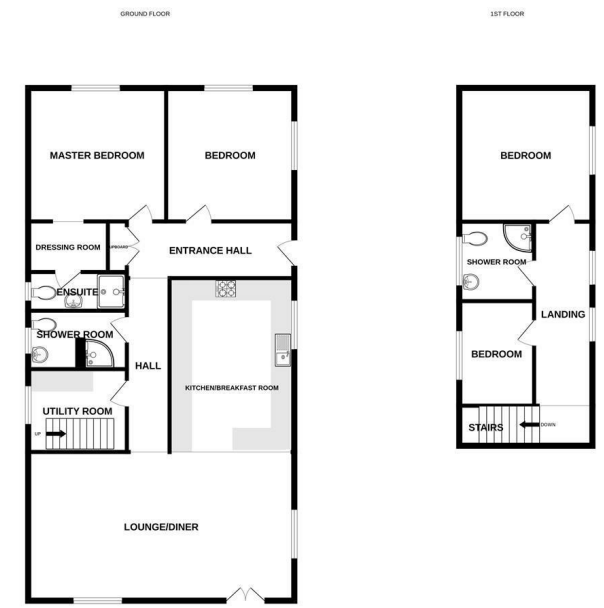 GROUND FLOOR
1ST FLOOR
MASTER BEDROOM
BEDROOM
BEDROOM
DRESSING ROOM
CUPBOARD
ENTRANCE HALL
SHOWER ROOM
ENSUITE
LANDING
SHOWER ROOM
HALL
BEDROOM
KITCHEN/BREAKFAST ROOM
UTILITY ROOM
UP
STAIRS
DOWN
LOUNGE/DINER